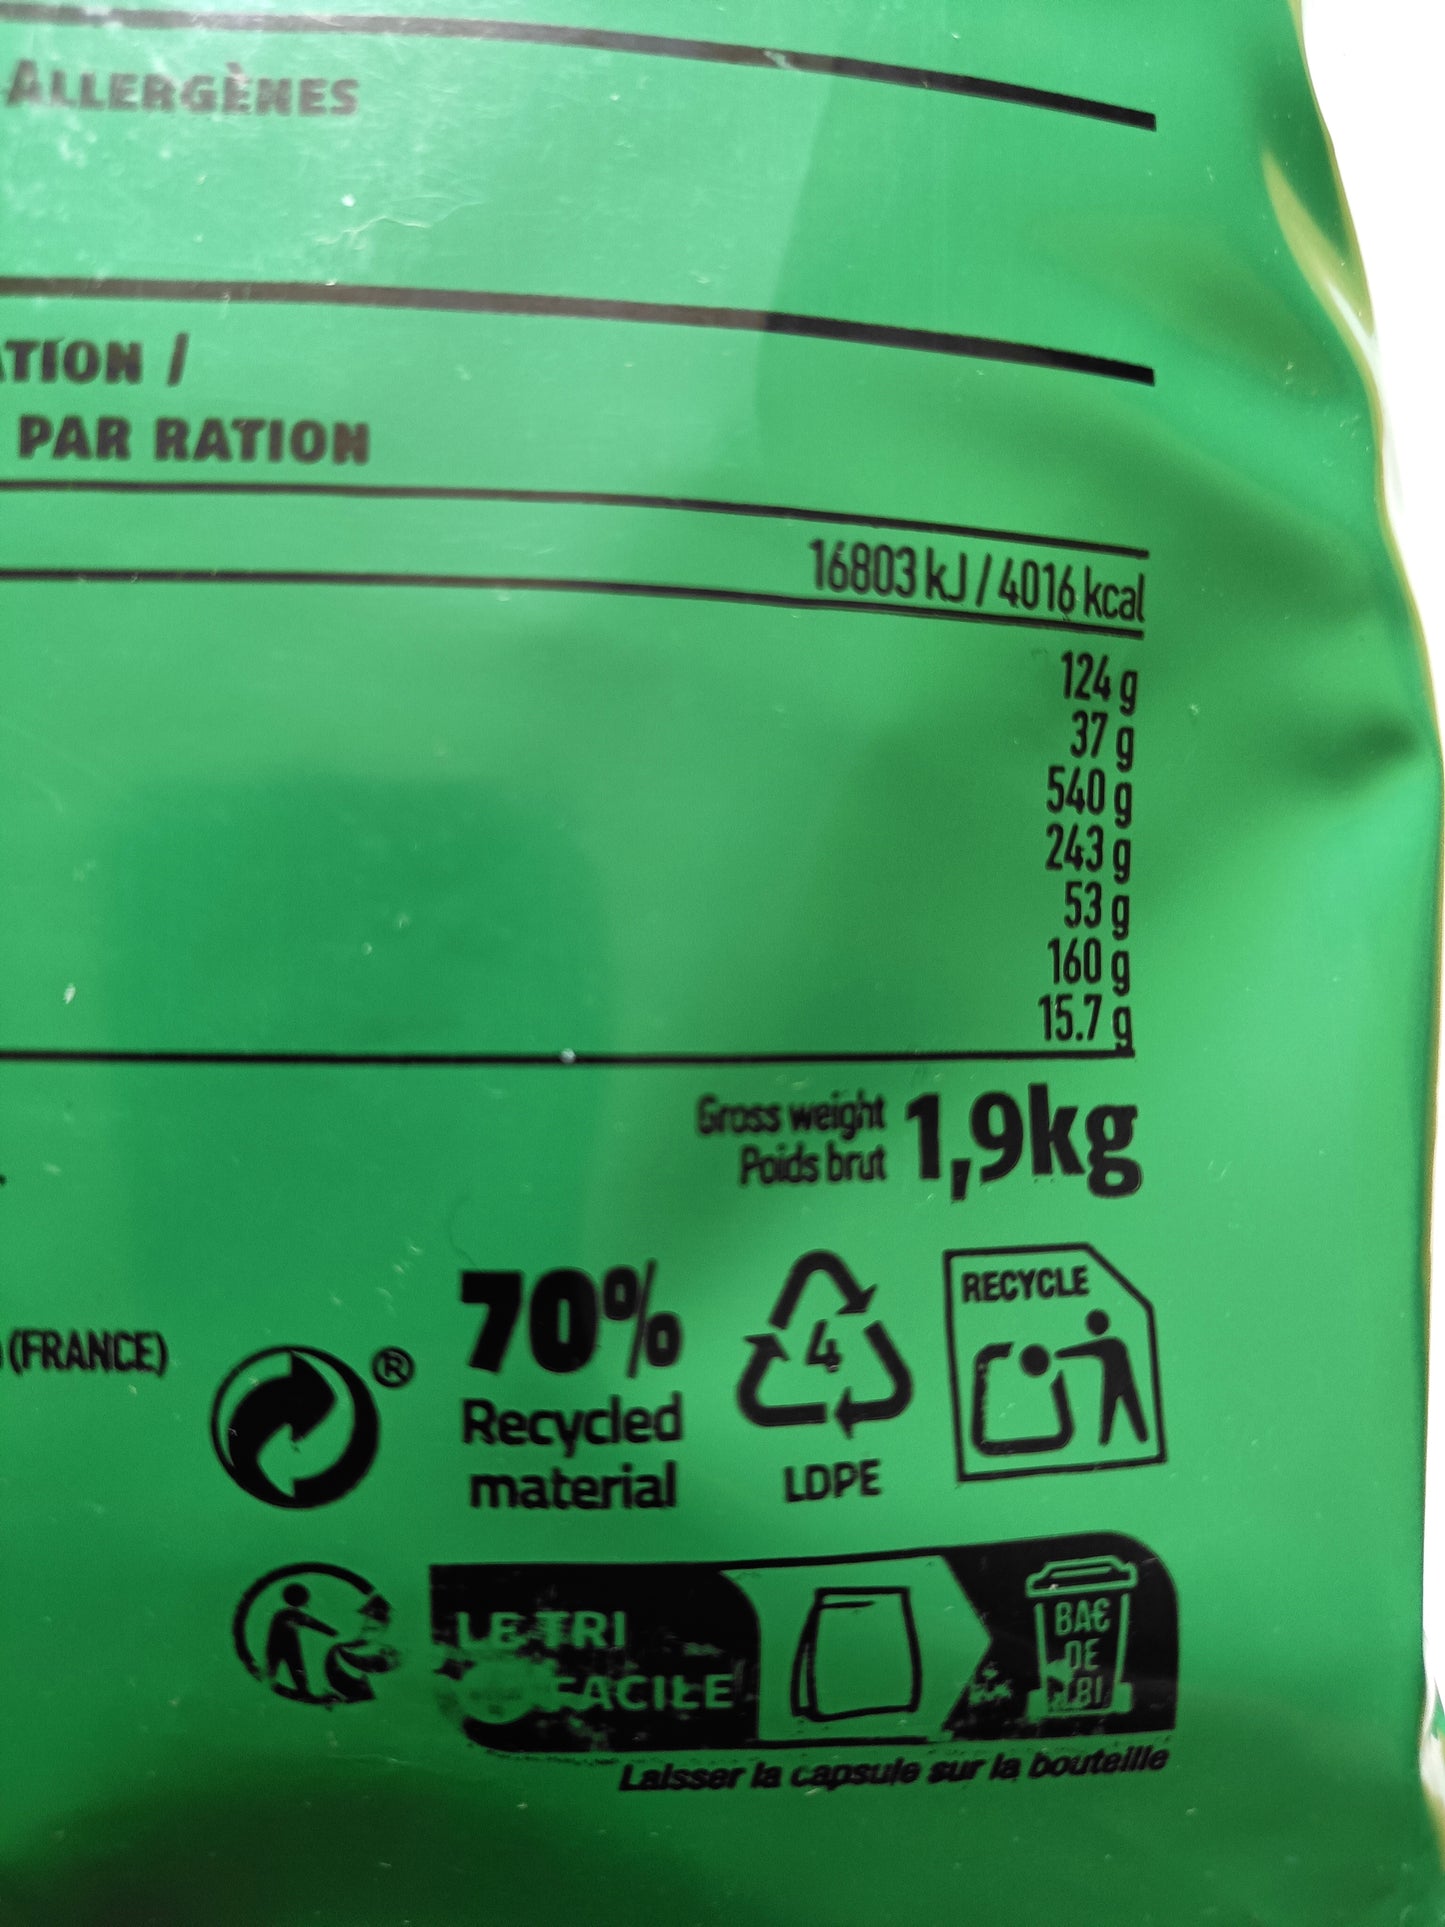 ALLERGÈNES
ATION /
PAR RATION
16803 kJ / 4016 kcal
124 g
37 g
540 g
243 g
53 g
160 g
15.7 g
Gross weight
Poids brut
1,9kg
(FRANCE)
®
70%
Recycled
material
4
LDPE
RECYCLE
LE TRI
FACILE
BAC
DE
TRI
Laisser la capsule sur la bouteille